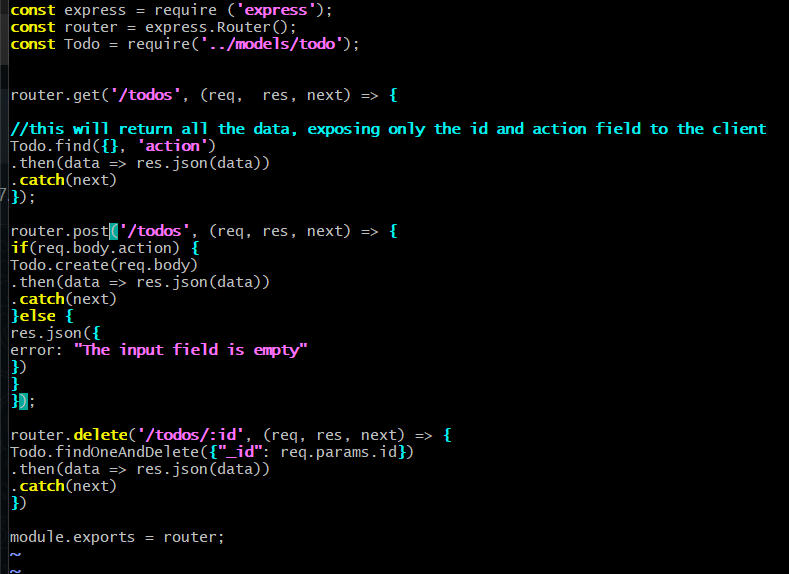 const express = require ('express');
const router = express.Router();
const Todo = require('../models/todo');
router.get('/todos', (req,  res, next) => {
//this will return all the data, exposing only the id and action field to the client
Todo.find({}, 'action')
.then(data => res.json(data))
.catch(next)
7
});
router.post('/todos', (req, res, next) => {
if(req.body.action) {
Todo.create(req.body)
.then(data => res.json(data))
.catch(next)
}else {
res.json({
error: "The input field is empty"
})
}
});
router.delete('/todos/:id', (req, res, next) => {
Todo.findOneAndDelete({"_id": req.params.id})
.then(data => res.json(data))
.catch(next)
})
module.exports = router;
~
~